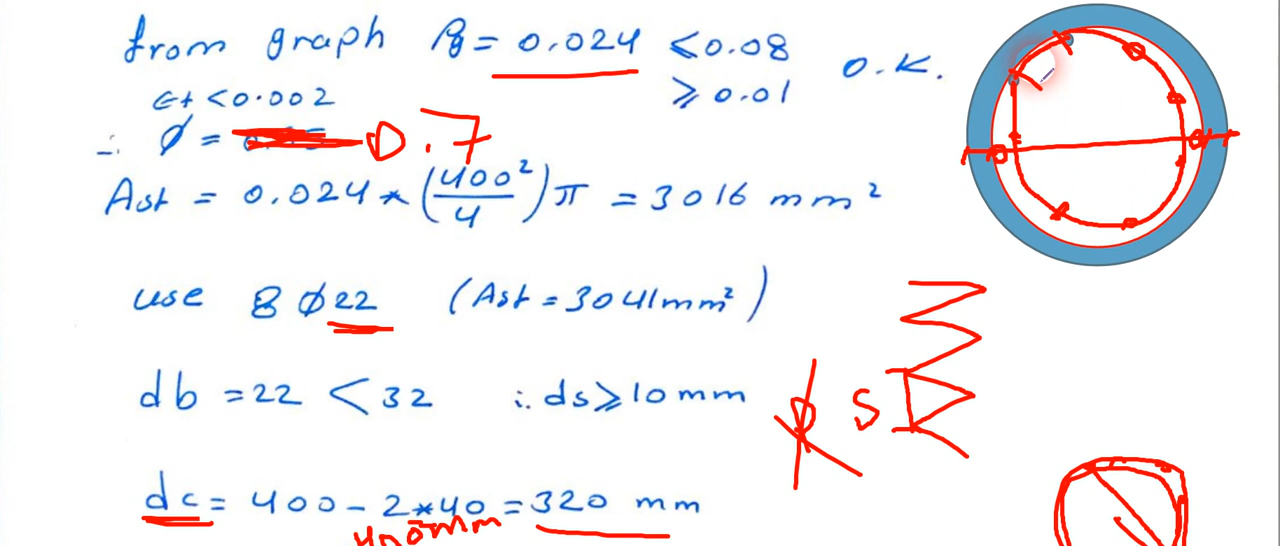 from graph ρg = 0.024 ≤ 0.08 O.K.
≥ 0.01
εt < 0.002
∴ ϕ = 0.7
Ast = 0.024 * (400²/4) π = 3016 mm²
use 8 ϕ 22 (Ast = 3041 mm²)
db = 22 < 32 ∴ ds ≥ 10 mm
S
dc = 400 - 2*40 = 320 mm
400mm